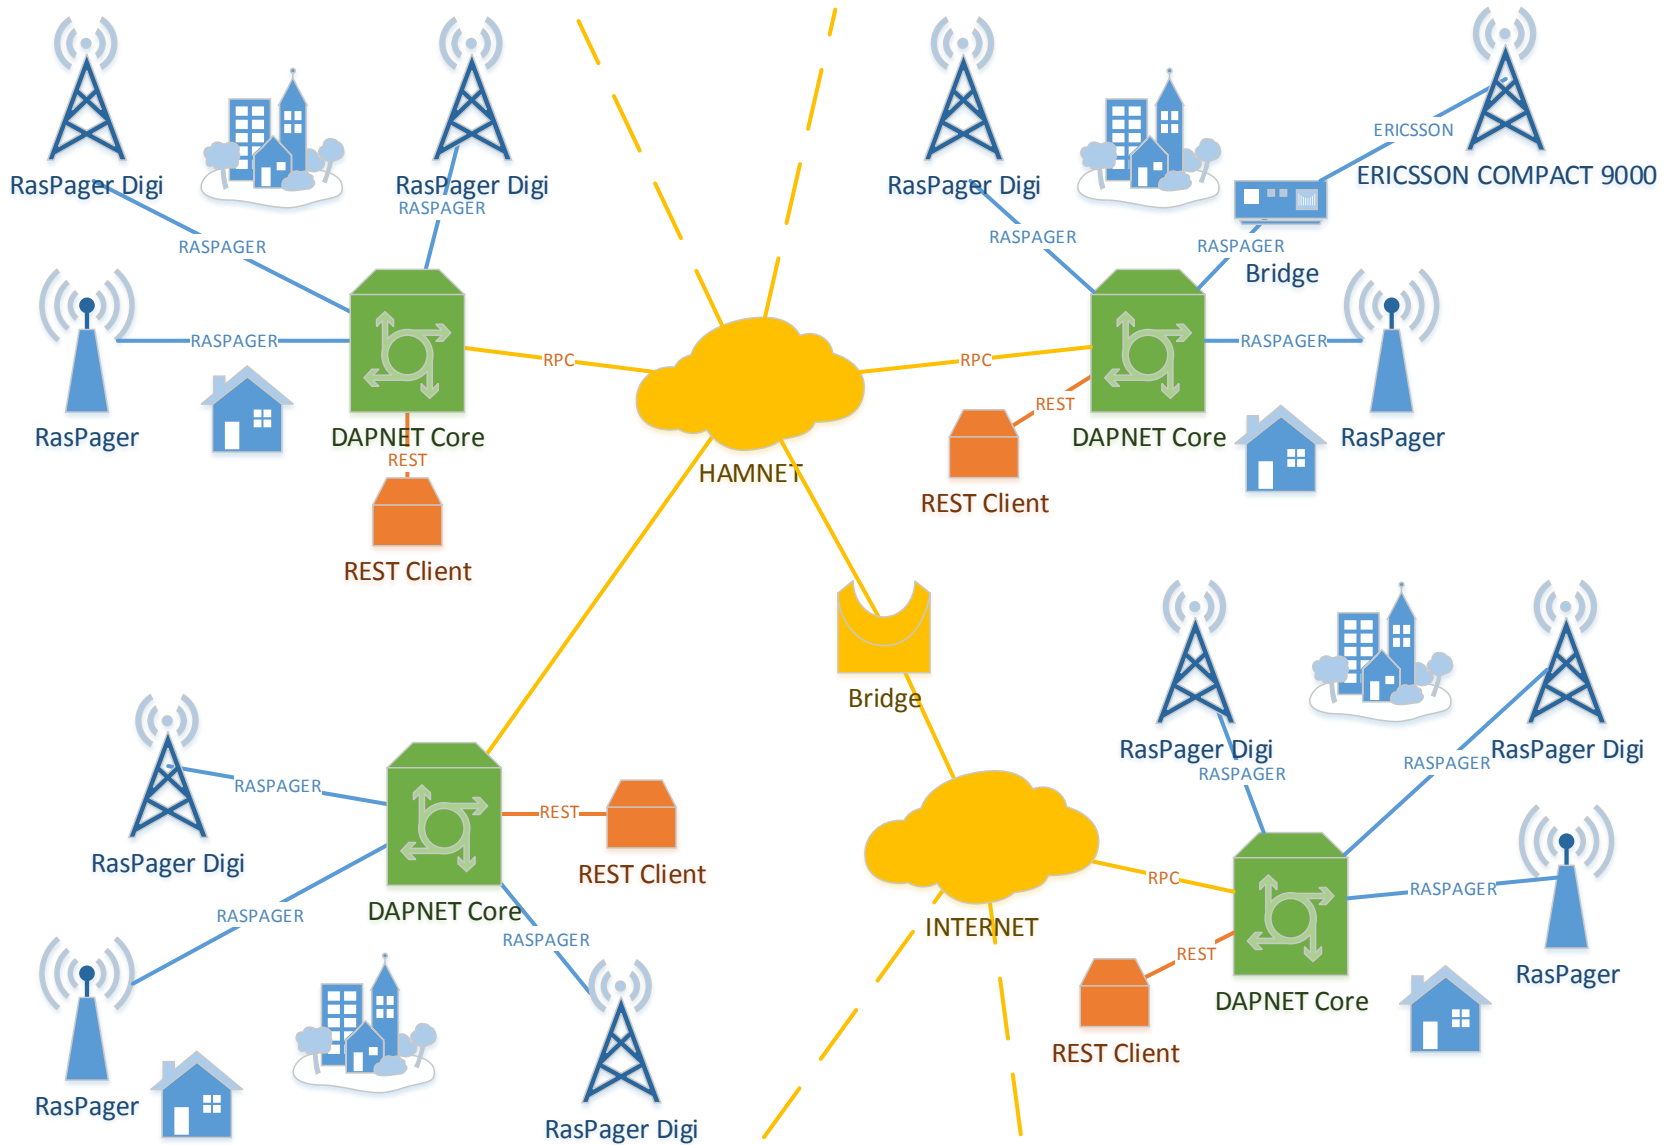 RasPager Digi
RasPager Digi
RASPAGER
RASPAGER
RASPAGER
RasPager
DAPNET Core
REST
REST Client
RPC
HAMNET
RPC
RasPager Digi
RASPAGER
ERICSSON
ERICSSON COMPACT 9000
RASPAGER
Bridge
RASPAGER
RasPager
DAPNET Core
REST
REST Client
Bridge
RasPager Digi
RASPAGER
DAPNET Core
REST
REST Client
RASPAGER
RasPager
RASPAGER
RasPager Digi
INTERNET
RPC
RasPager Digi
RASPAGER
RASPAGER
RasPager Digi
RASPAGER
RasPager
DAPNET Core
REST
REST Client